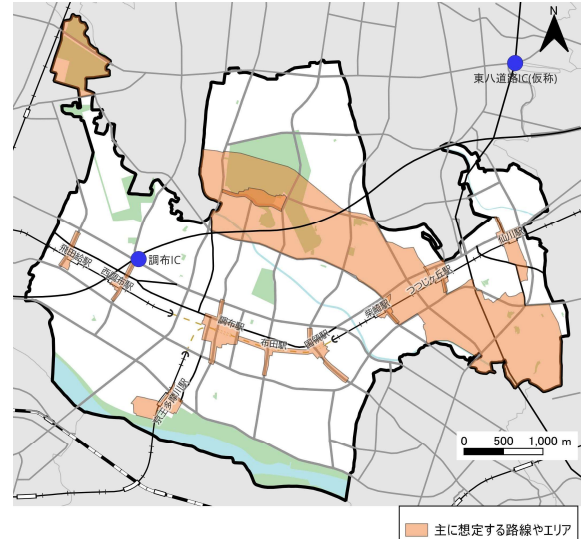 N
東八道路IC(仮称)
仙川駅
調布IC
飛田給駅
西調布駅
つつじヶ丘駅
柴崎駅
調布駅
布田駅
国領駅
京王多摩川駅
0 500 1,000 m
主に想定する路線やエリア